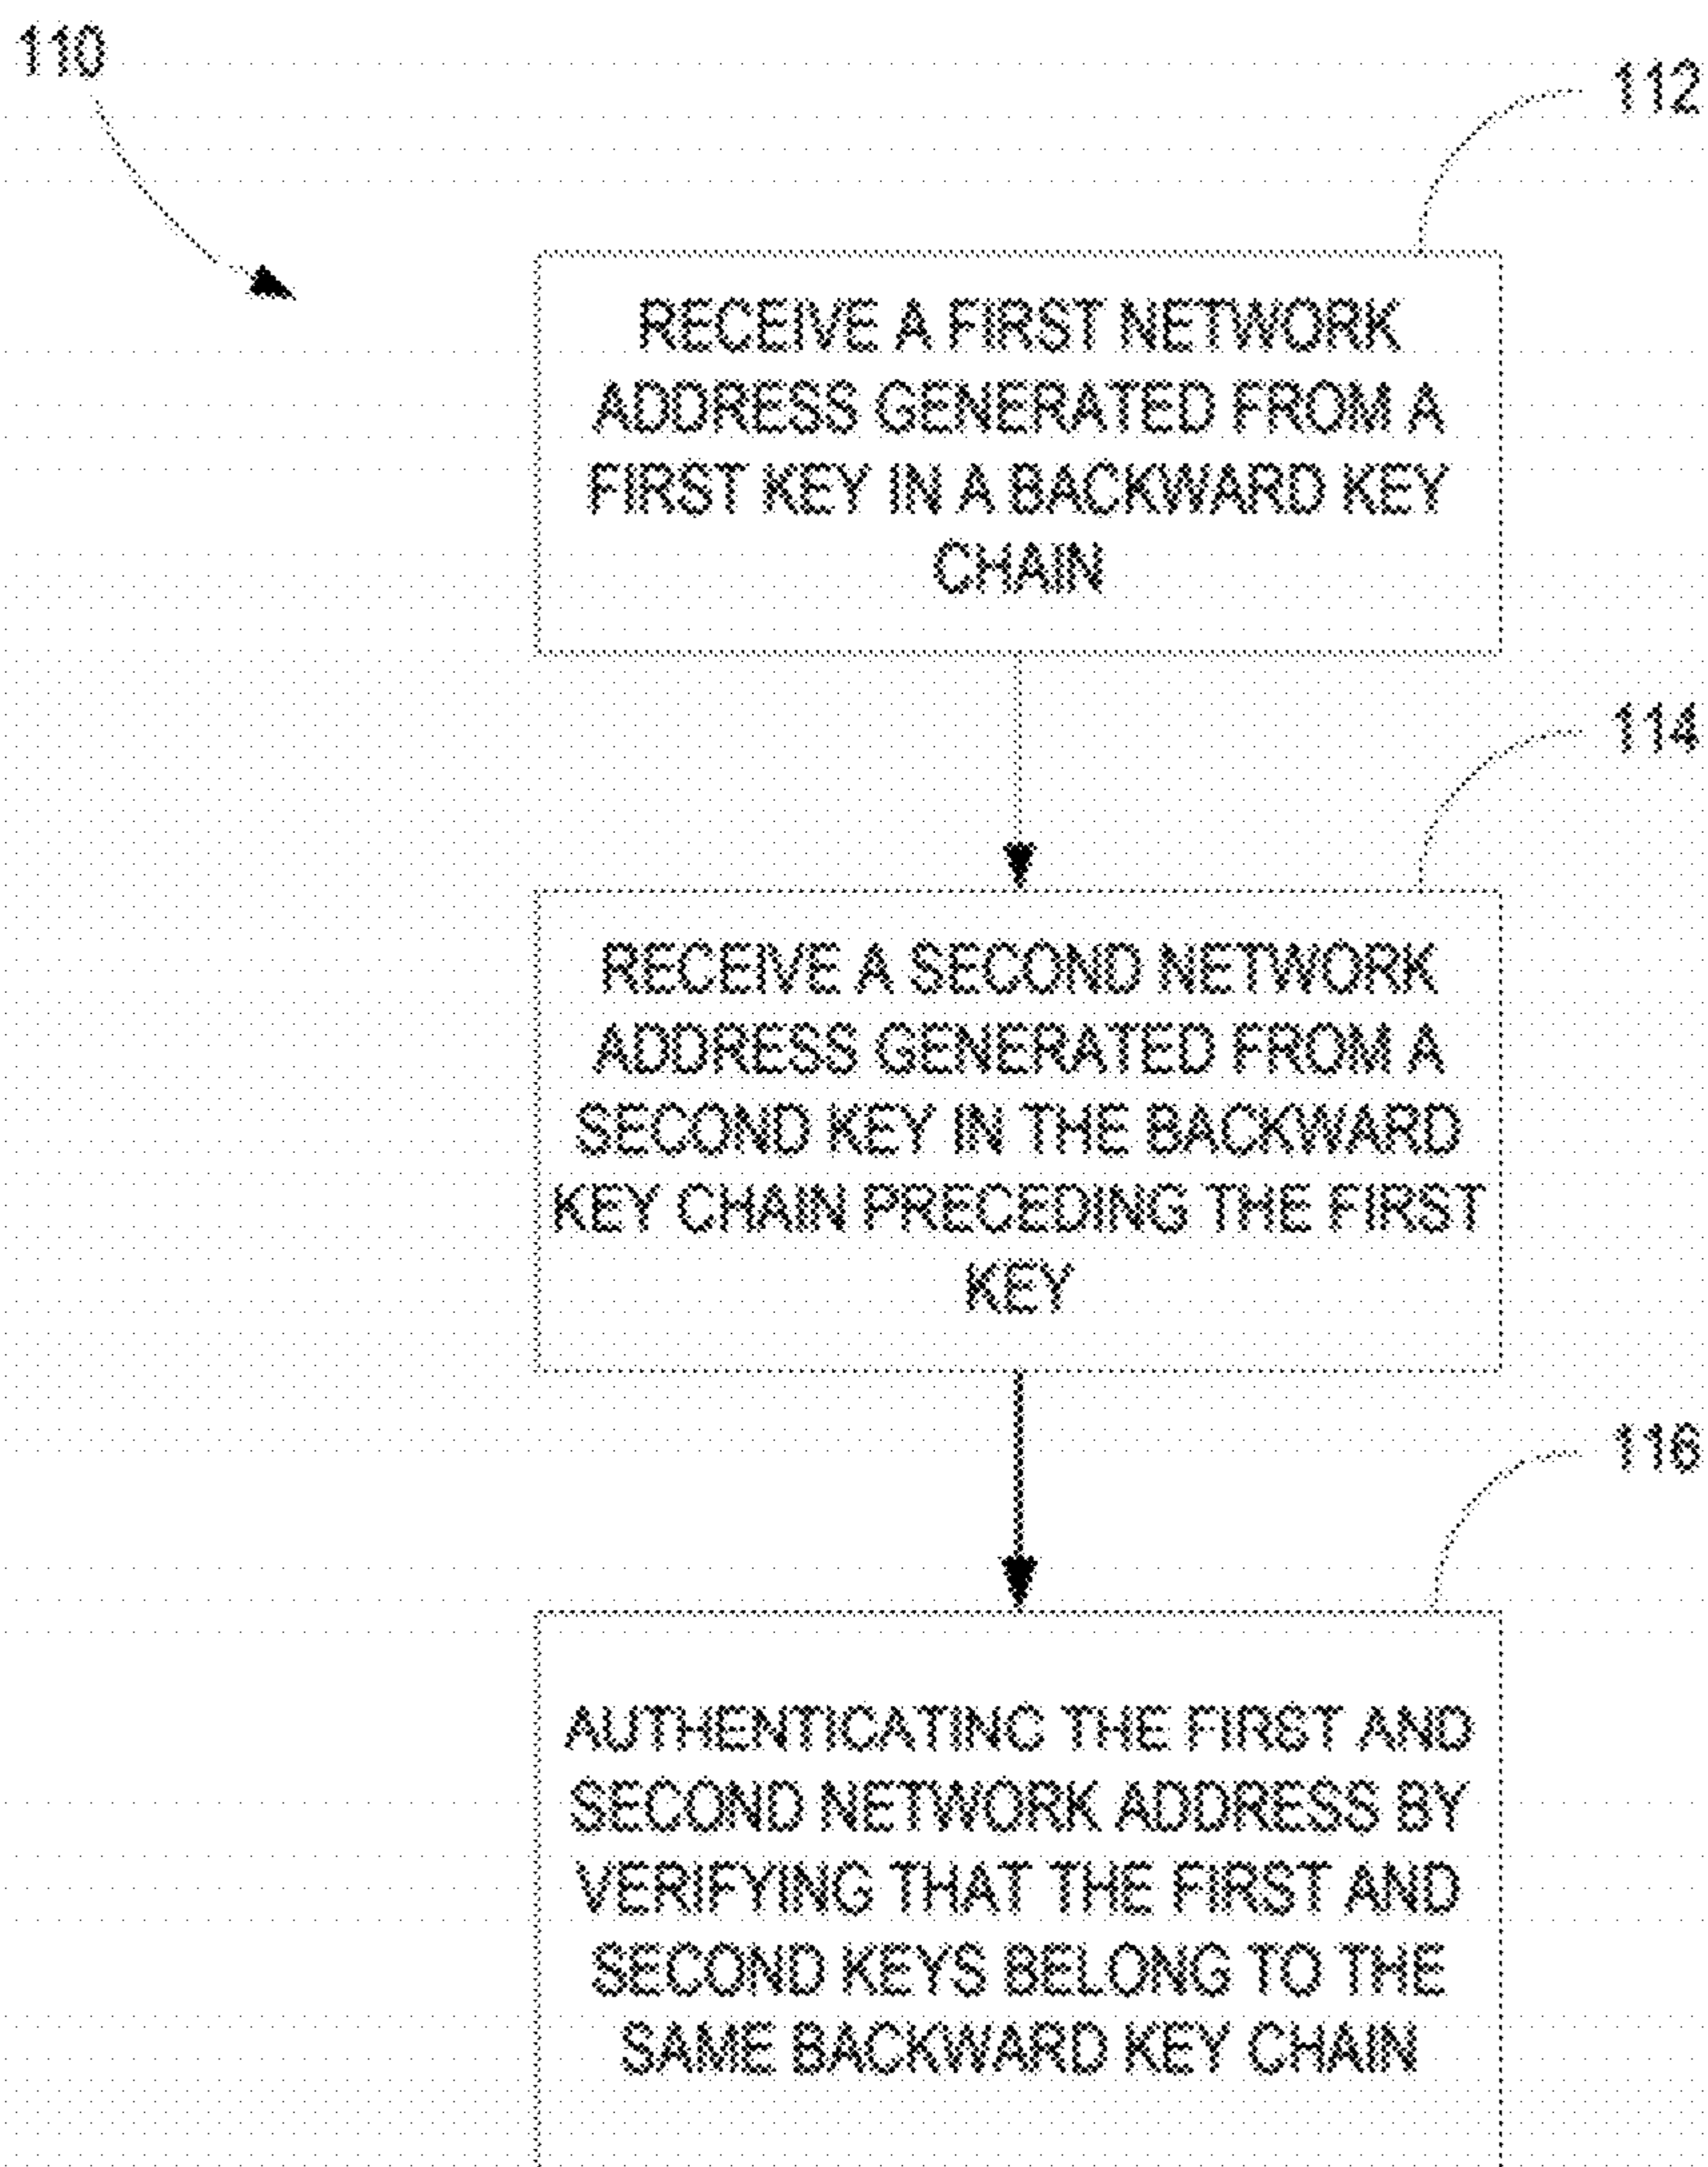 110
112
RECEIVE A FIRST NETWORK
ADDRESS GENERATED FROM A
FIRST KEY IN A BACKWARD KEY
CHAIN
114
RECEIVE A SECOND NETWORK
ADDRESS GENERATED FROM A
SECOND KEY IN THE BACKWARD
KEY CHAIN PRECEDING THE FIRST
KEY
116
AUTHENTICATING THE FIRST AND
SECOND NETWORK ADDRESS BY
VERIFYING THAT THE FIRST AND
SECOND KEYS BELONG TO THE
SAME BACKWARD KEY CHAIN